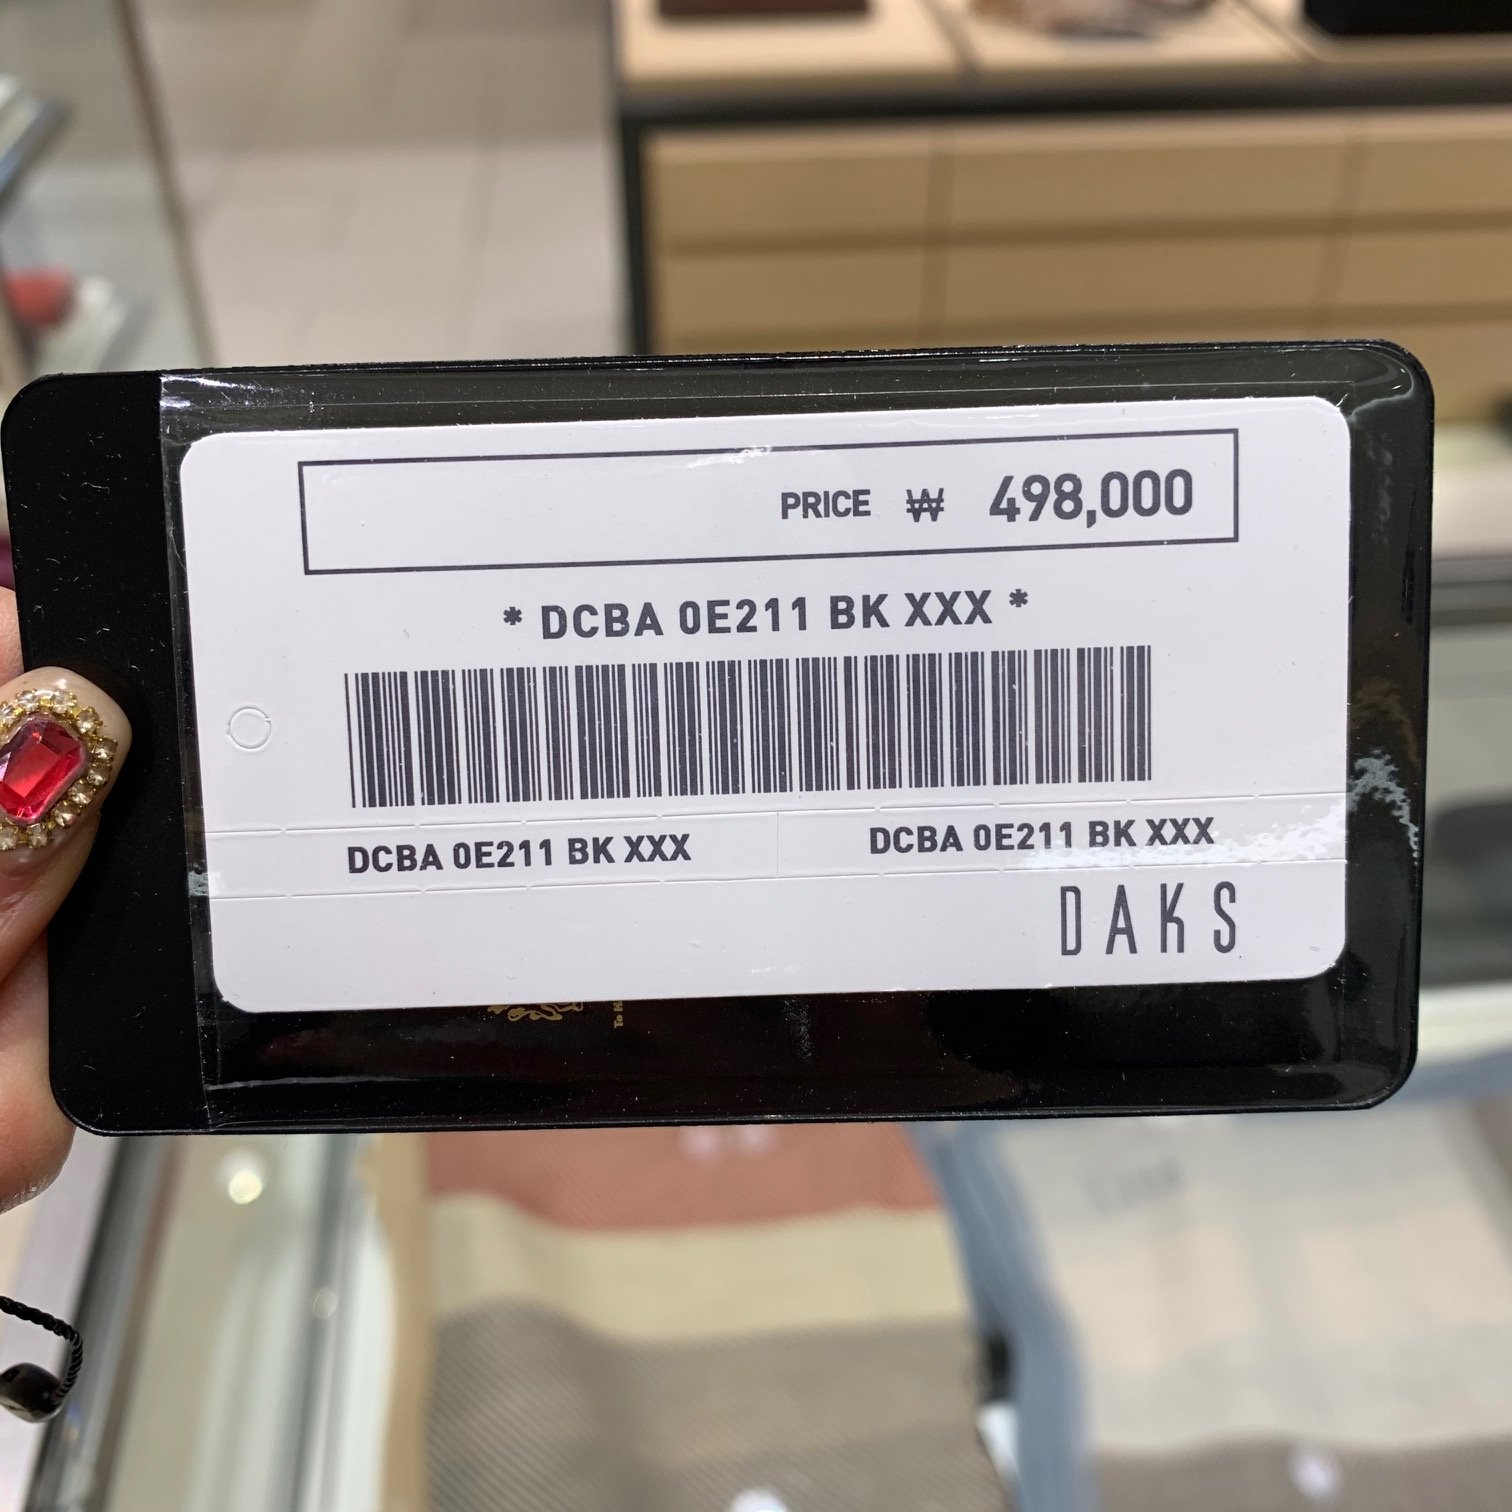 PRICE ₩ 498,000
* DCBA 0E211 BK XXX *
DCBA 0E211 BK XXX DCBA 0E211 BK XXX
DAKS